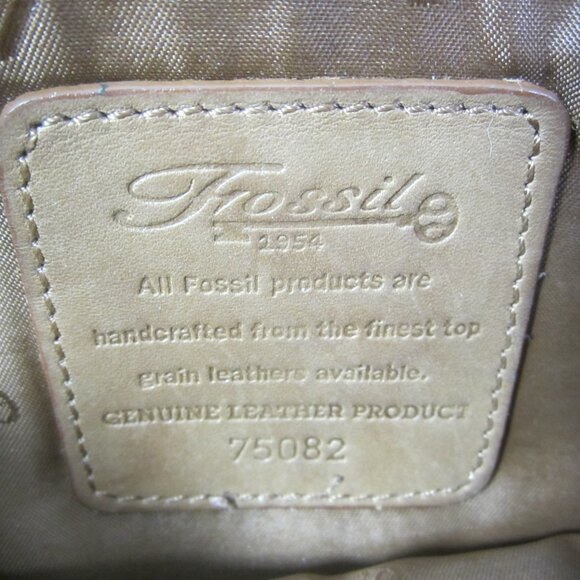 Fossil
1954
All Fossil products are
handcrafted from the finest top
grain leathers available.
GENUINE LEATHER PRODUCT
75082